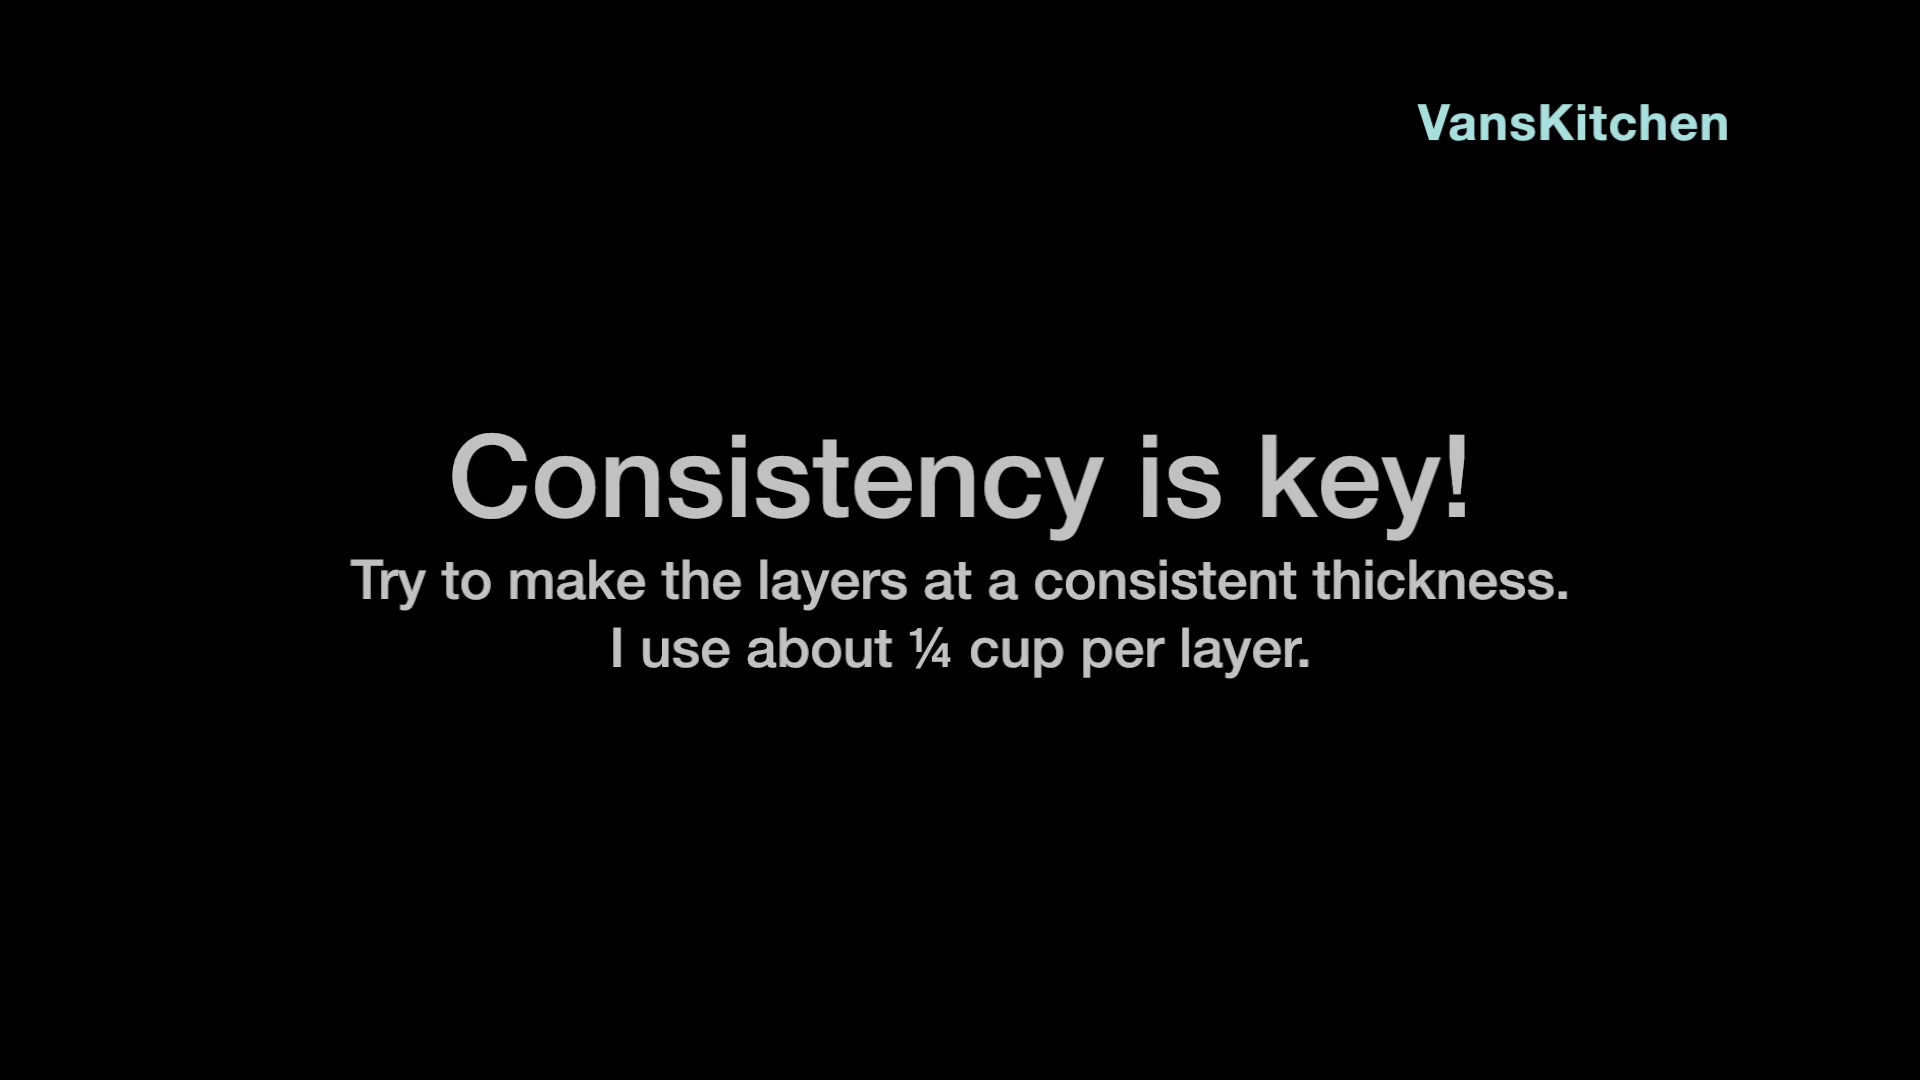 VansKitchen
Consistency is key!
Try to make the layers at a consistent thickness.
I use about ¼ cup per layer.